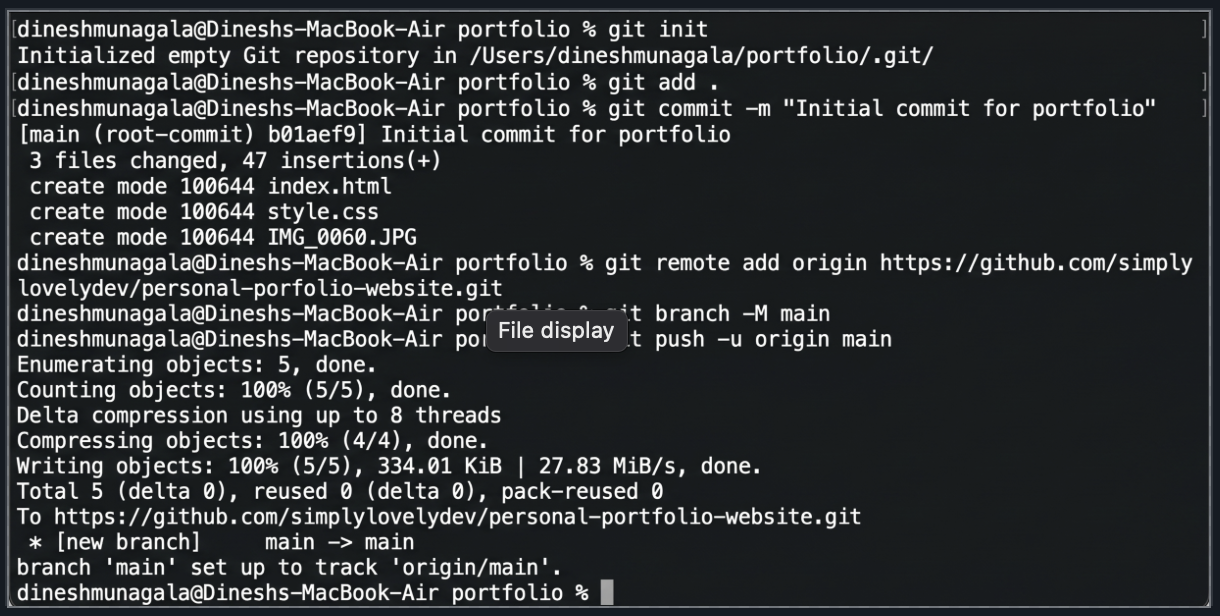 [dineshmunagala@Dineshs-MacBook-Air portfolio % git init ]
Initialized empty Git repository in /Users/dineshmunagala/portfolio/.git/
[dineshmunagala@Dineshs-MacBook-Air portfolio % git add . ]
[dineshmunagala@Dineshs-MacBook-Air portfolio % git commit -m "Initial commit for portfolio" ]
[main (root-commit) b01aef9] Initial commit for portfolio
 3 files changed, 47 insertions(+)
 create mode 100644 index.html
 create mode 100644 style.css
 create mode 100644 IMG_0060.JPG
dineshmunagala@Dineshs-MacBook-Air portfolio % git remote add origin https://github.com/simply
lovelydev/personal-porfolio-website.git
dineshmunagala@Dineshs-MacBook-Air portfolio % git branch -M main
File display
dineshmunagala@Dineshs-MacBook-Air push -u origin main
Enumerating objects: 5, done.
Counting objects: 100% (5/5), done.
Delta compression using up to 8 threads
Compressing objects: 100% (4/4), done.
Writing objects: 100% (5/5), 334.01 KiB | 27.83 MiB/s, done.
Total 5 (delta 0), reused 0 (delta 0), pack-reused 0
To https://github.com/simplylovelydev/personal-portfolio-website.git
 * [new branch]      main -> main
branch 'main' set up to track 'origin/main'.
dineshmunagala@Dineshs-MacBook-Air portfolio %